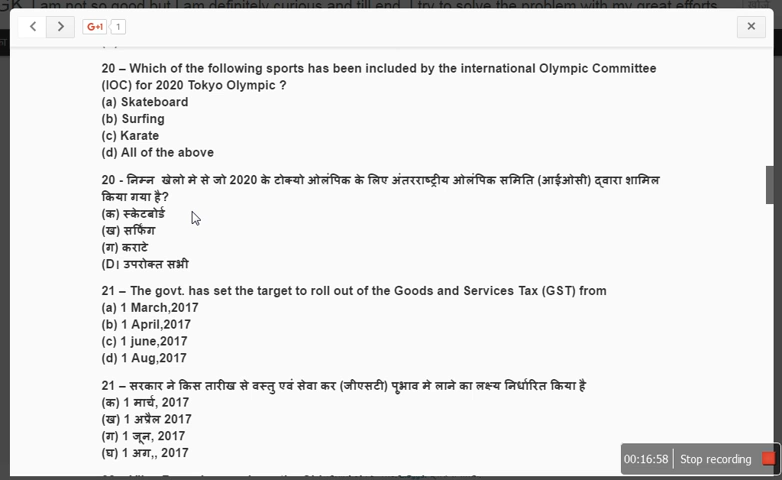 I am not so good but I am definitely curious and till end, I try to solve the problem with my great efforts
G+1 1
20 – Which of the following sports has been included by the international Olympic Committee
(IOC) for 2020 Tokyo Olympic ?
(a) Skateboard
(b) Surfing
(c) Karate
(d) All of the above
20 - निम्न खेलो मे से जो 2020 के टोक्यो ओलंपिक के लिए अंतरराष्ट्रीय ओलंपिक समिति (आईओसी) द्वारा शामिल
किया गया है?
(क) स्केटबोर्ड
(ख) सर्फिंग
(ग) कराटे
(D। उपरोक्त सभी
21 – The govt. has set the target to roll out of the Goods and Services Tax (GST) from
(a) 1 March,2017
(b) 1 April,2017
(c) 1 june,2017
(d) 1 Aug,2017
21 – सरकार ने किस तारीख से वस्तु एवं सेवा कर (जीएसटी) पृभाव मे लाने का लक्ष्य निर्धारित किया है
(क) 1 मार्च, 2017
(ख) 1 अप्रैल 2017
(ग) 1 जून, 2017
(घ) 1 अग,, 2017
00:16:58 Stop recording